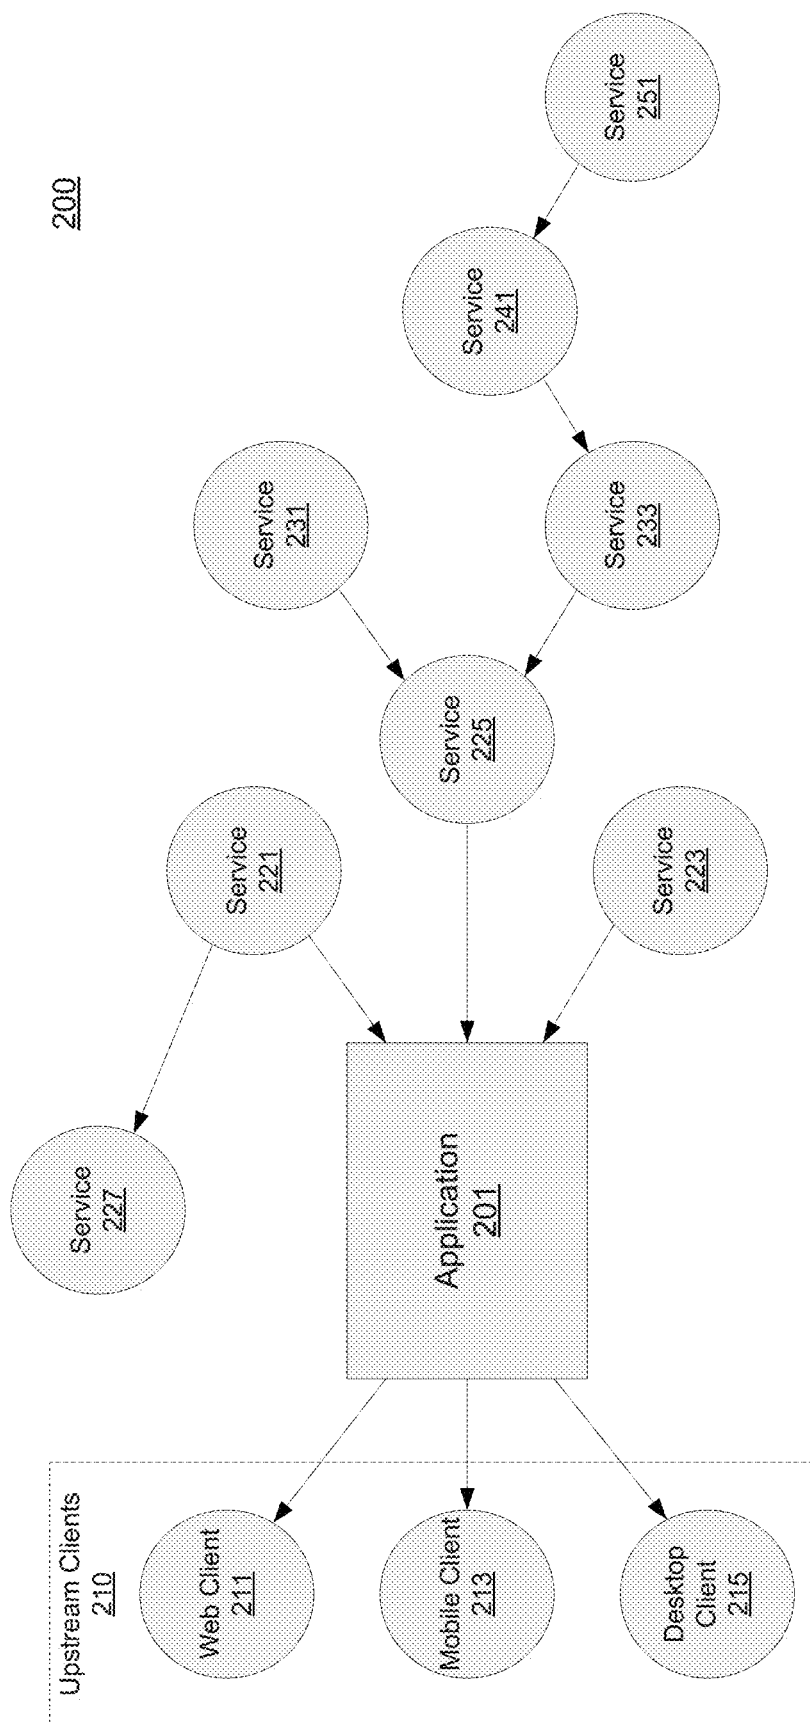 200
Upstream Clients
210
Web Client
211
Mobile Client
213
Desktop
Client
215
Application
201
Service
227
Service
221
Service
223
Service
225
Service
231
Service
233
Service
241
Service
251